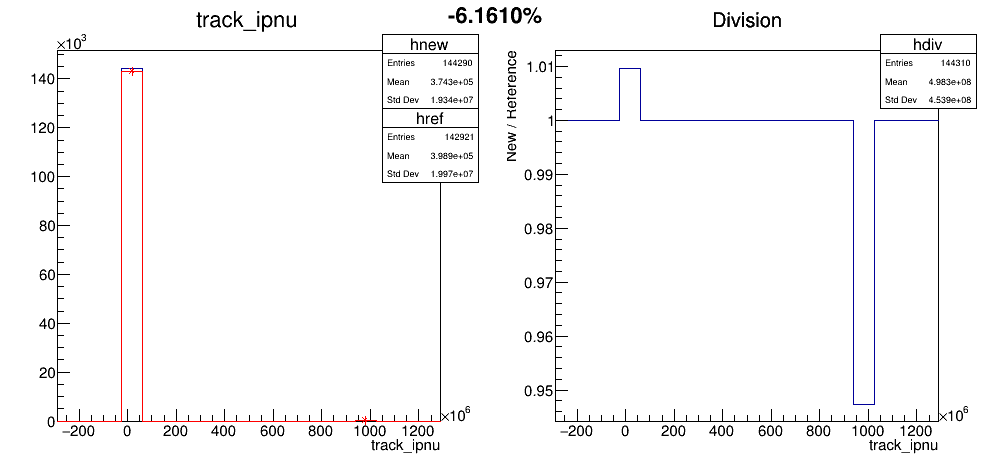 -6.1610%
track_ipnu
×10³
140
120
100
80
60
40
20
0
−200 0 200 400 600 800 1000 1200
×10⁶
track_ipnu
hnew
Entries 144290
Mean 3.743e+05
Std Dev 1.934e+07
href
Entries 142921
Mean 3.989e+05
Std Dev 1.997e+07
Division
New / Reference
1.01
1
0.99
0.98
0.97
0.96
0.95
−200 0 200 400 600 800 1000 1200
×10⁶
track_ipnu
hdiv
Entries 144310
Mean 4.983e+08
Std Dev 4.539e+08